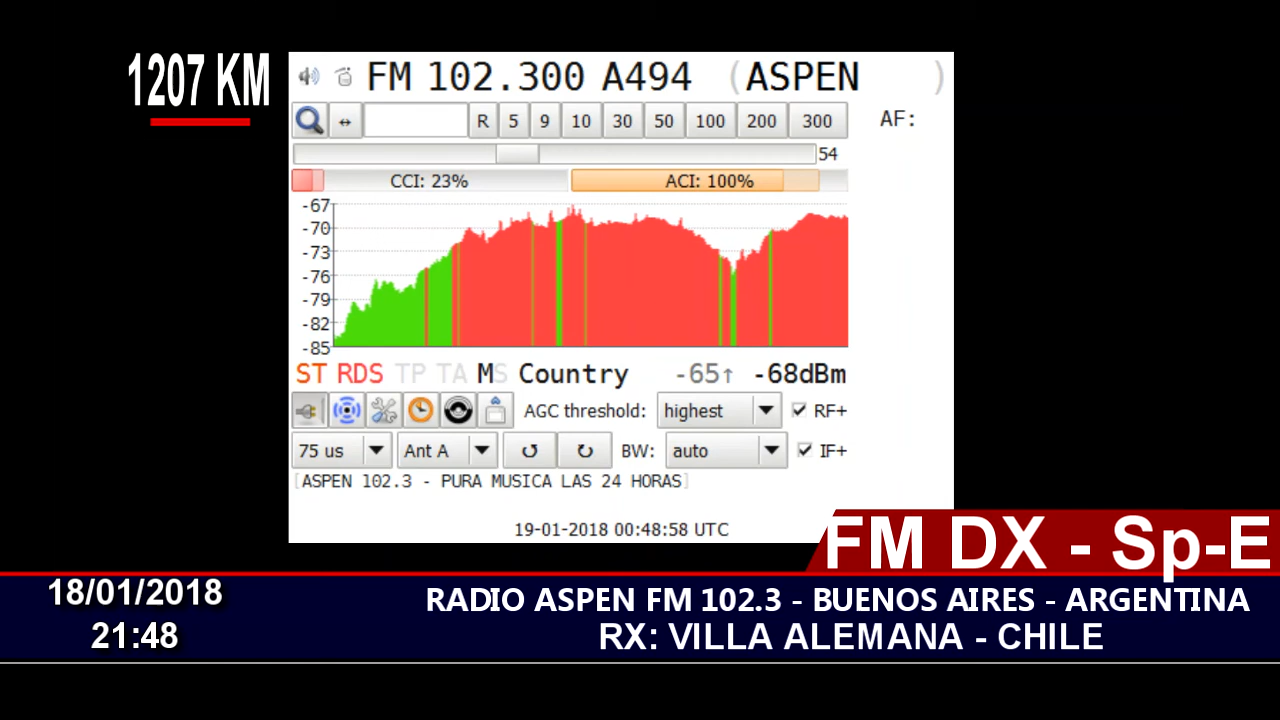 1207 KM
FM 102.300 A494 (ASPEN )
↔ R 5 9 10 30 50 100 200 300 AF:
54
CCI: 23% ACI: 100%
-67
-70
-73
-76
-79
-82
-85
ST RDS TP TA MS Country -65↑ -68dBm
AGC threshold: highest RF+
75 us Ant A ↺ ↻ BW: auto IF+
[ASPEN 102.3 - PURA MUSICA LAS 24 HORAS]
19-01-2018 00:48:58 UTC
FM DX - Sp-E
18/01/2018
21:48
RADIO ASPEN FM 102.3 - BUENOS AIRES - ARGENTINA
RX: VILLA ALEMANA - CHILE